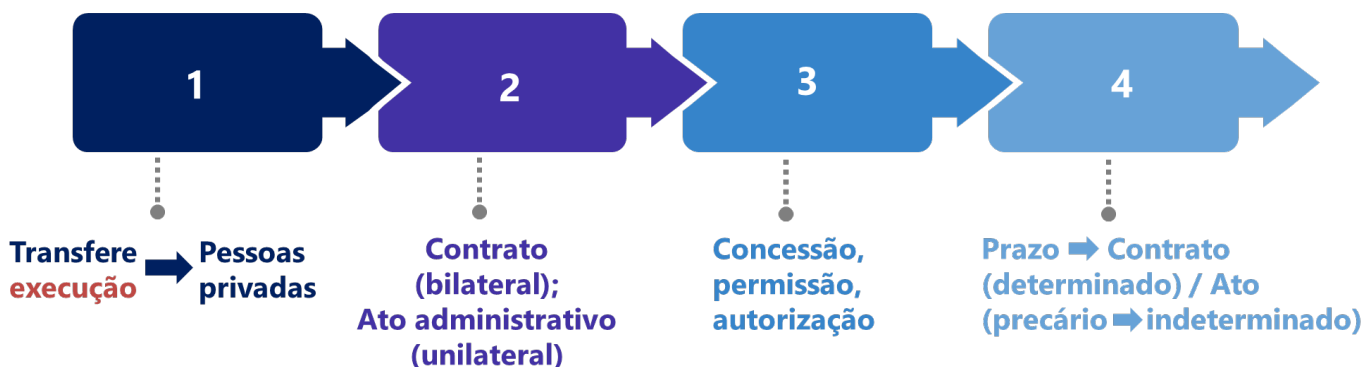 1
2
3
4
Transfere ➡ Pessoas
execução privadas
Contrato
(bilateral);
Ato administrativo
(unilateral)
Concessão,
permissão,
autorização
Prazo ➡ Contrato
(determinado) / Ato
(precário ➡ indeterminado)